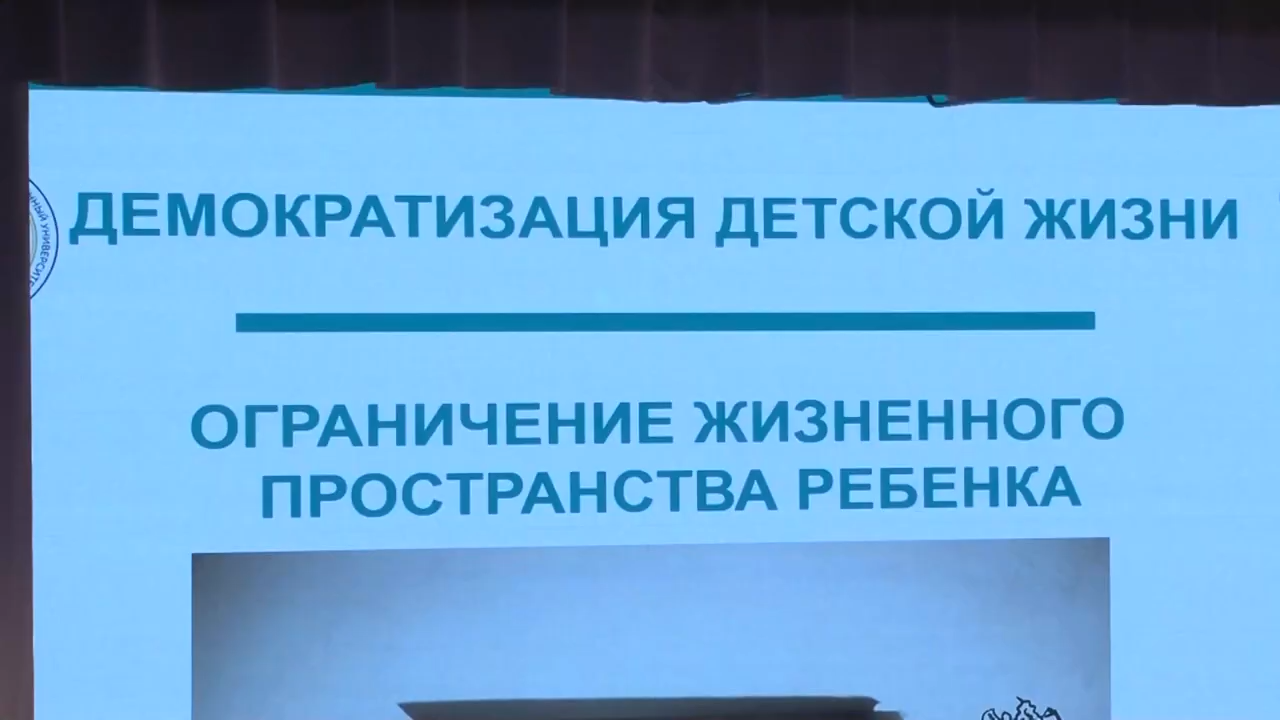 ДЕМОКРАТИЗАЦИЯ ДЕТСКОЙ ЖИЗНИ
ОГРАНИЧЕНИЕ ЖИЗНЕННОГО
ПРОСТРАНСТВА РЕБЕНКА